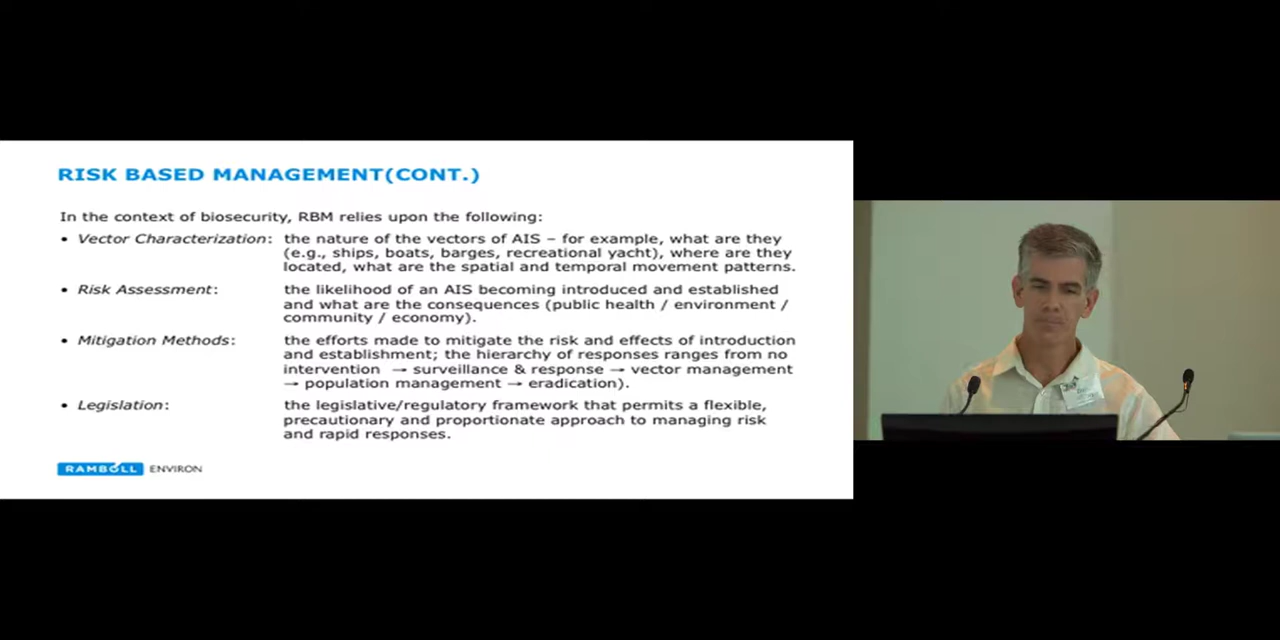 RISK BASED MANAGEMENT(CONT.)
In the context of biosecurity, RBM relies upon the following:
• Vector Characterization: the nature of the vectors of AIS – for example, what are they
(e.g., ships, boats, barges, recreational yacht), where are they
located, what are the spatial and temporal movement patterns.
• Risk Assessment: the likelihood of an AIS becoming introduced and established
and what are the consequences (public health / environment /
community / economy).
• Mitigation Methods: the efforts made to mitigate the risk and effects of introduction
and establishment; the hierarchy of responses ranges from no
intervention → surveillance & response → vector management
→ population management → eradication).
• Legislation: the legislative/regulatory framework that permits a flexible,
precautionary and proportionate approach to managing risk
and rapid responses.
RAMBOLL ENVIRON